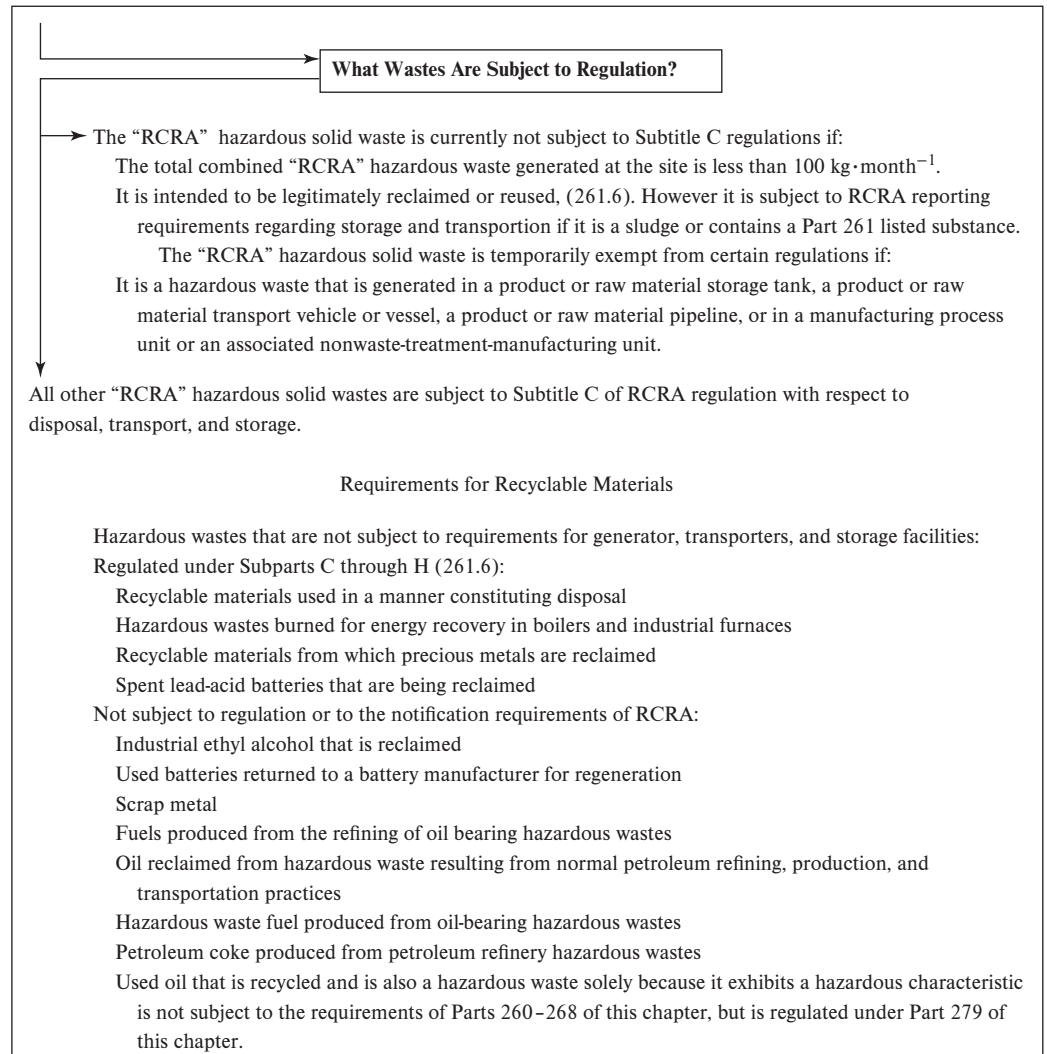 What Wastes Are Subject to Regulation?
The “RCRA” hazardous solid waste is currently not subject to Subtitle C regulations if:
The total combined “RCRA” hazardous waste generated at the site is less than 100 kg·month⁻¹.
It is intended to be legitimately reclaimed or reused, (261.6). However it is subject to RCRA reporting
requirements regarding storage and transportion if it is a sludge or contains a Part 261 listed substance.
The “RCRA” hazardous solid waste is temporarily exempt from certain regulations if:
It is a hazardous waste that is generated in a product or raw material storage tank, a product or raw
material transport vehicle or vessel, a product or raw material pipeline, or in a manufacturing process
unit or an associated nonwaste-treatment-manufacturing unit.
All other “RCRA” hazardous solid wastes are subject to Subtitle C of RCRA regulation with respect to
disposal, transport, and storage.
Requirements for Recyclable Materials
Hazardous wastes that are not subject to requirements for generator, transporters, and storage facilities:
Regulated under Subparts C through H (261.6):
Recyclable materials used in a manner constituting disposal
Hazardous wastes burned for energy recovery in boilers and industrial furnaces
Recyclable materials from which precious metals are reclaimed
Spent lead-acid batteries that are being reclaimed
Not subject to regulation or to the notification requirements of RCRA:
Industrial ethyl alcohol that is reclaimed
Used batteries returned to a battery manufacturer for regeneration
Scrap metal
Fuels produced from the refining of oil bearing hazardous wastes
Oil reclaimed from hazardous waste resulting from normal petroleum refining, production, and
transportation practices
Hazardous waste fuel produced from oil-bearing hazardous wastes
Petroleum coke produced from petroleum refinery hazardous wastes
Used oil that is recycled and is also a hazardous waste solely because it exhibits a hazardous characteristic
is not subject to the requirements of Parts 260–268 of this chapter, but is regulated under Part 279 of
this chapter.